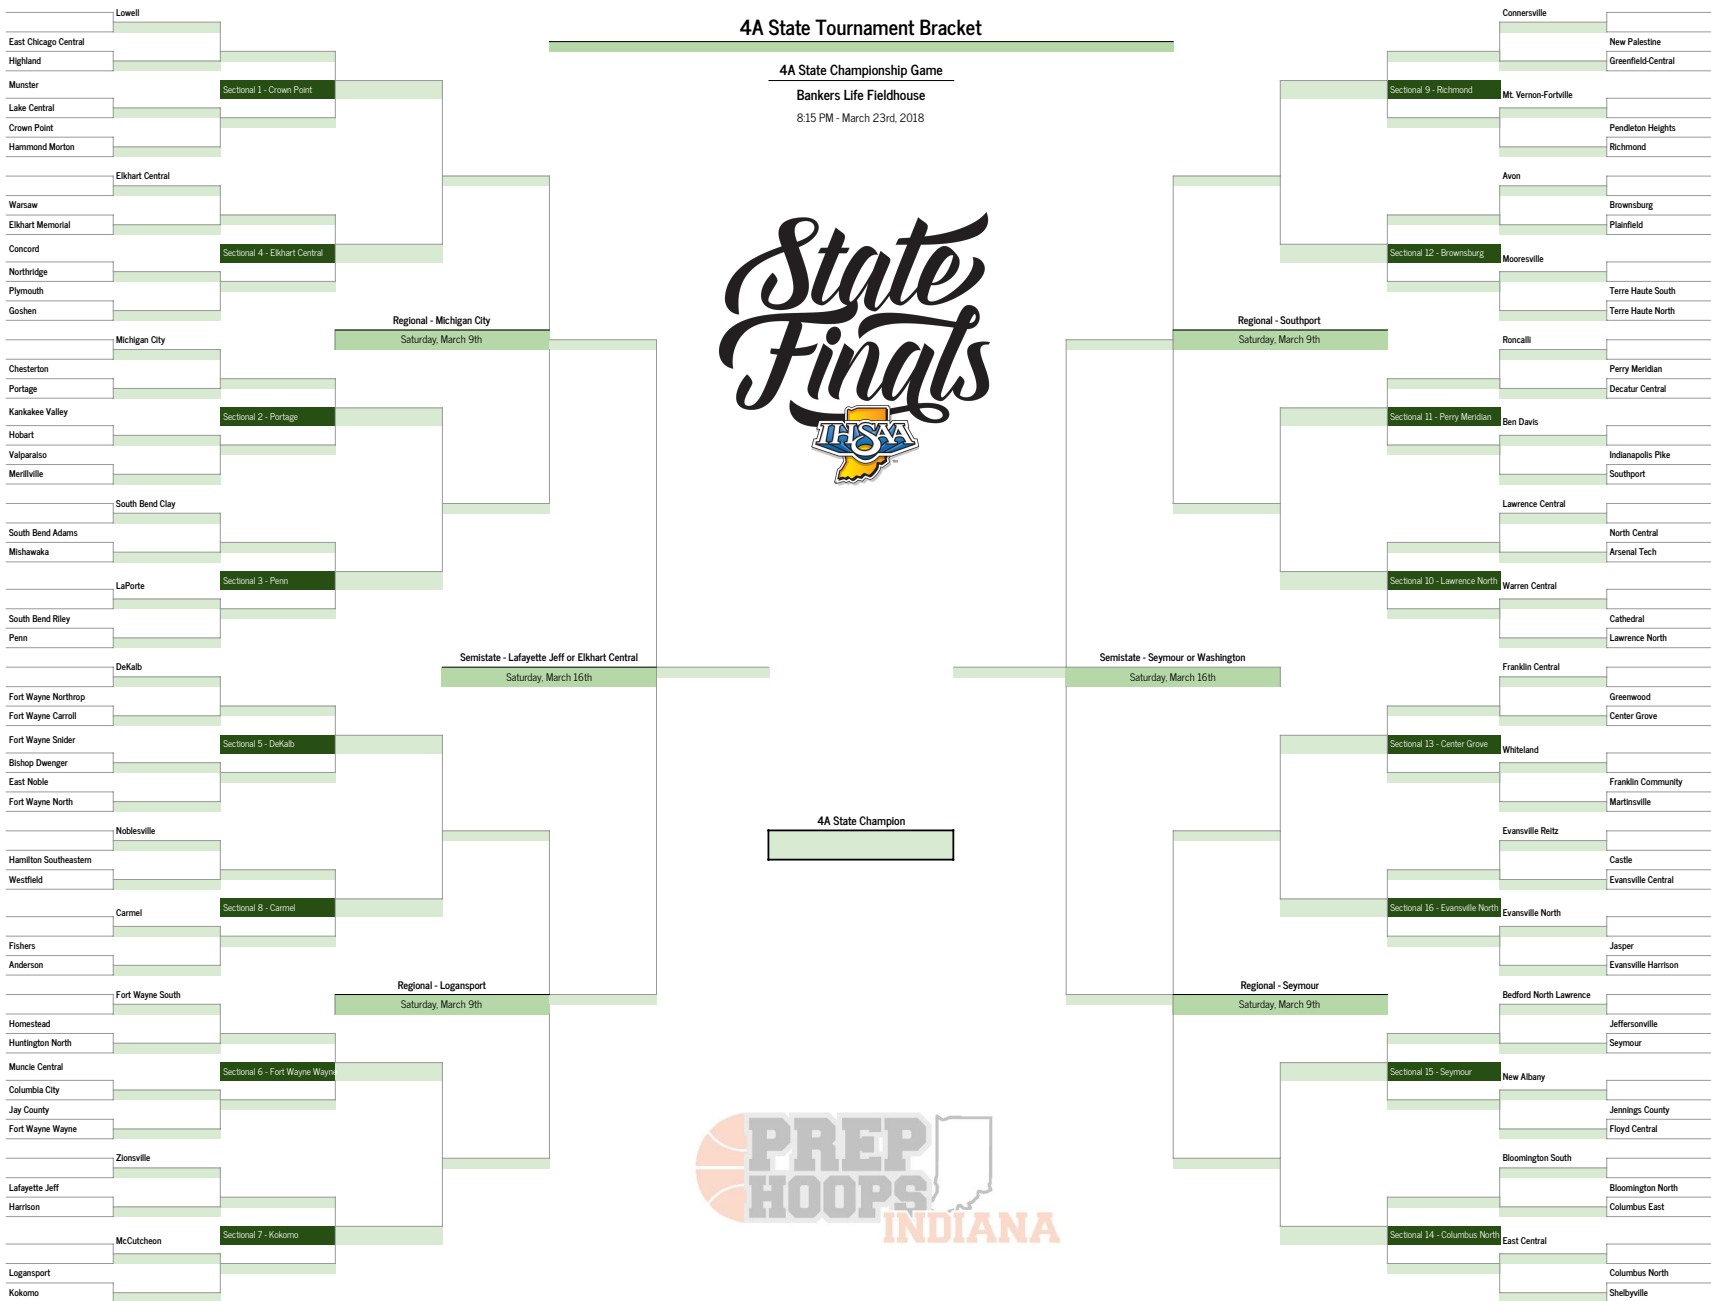 4A State Tournament Bracket
4A State Championship Game
Bankers Life Fieldhouse
8:15 PM - March 23rd, 2018
State
Finals
IHSAA
Lowell
East Chicago Central
Highland
Munster
Sectional 1 - Crown Point
Lake Central
Crown Point
Hammond Morton
Elkhart Central
Warsaw
Elkhart Memorial
Concord
Sectional 4 - Elkhart Central
Northridge
Plymouth
Goshen
Regional - Michigan City
Saturday, March 9th
Michigan City
Chesterton
Portage
Kankakee Valley
Sectional 2 - Portage
Hobart
Valparaiso
Merillville
South Bend Clay
South Bend Adams
Mishawaka
Sectional 3 - Penn
LaPorte
South Bend Riley
Penn
Semistate - Lafayette Jeff or Elkhart Central
Saturday, March 16th
DeKalb
Fort Wayne Northrop
Fort Wayne Carroll
Fort Wayne Snider
Sectional 5 - DeKalb
Bishop Dwenger
East Noble
Fort Wayne North
Noblesville
Hamilton Southeastern
Westfield
Sectional 8 - Carmel
Carmel
Fishers
Anderson
Regional - Logansport
Saturday, March 9th
Fort Wayne South
Homestead
Huntington North
Muncie Central
Sectional 6 - Fort Wayne Wayne
Columbia City
Jay County
Fort Wayne Wayne
Zionsville
Lafayette Jeff
Harrison
Sectional 7 - Kokomo
McCutcheon
Logansport
Kokomo
4A State Champion
PREP
HOOPS
INDIANA
Connersville
New Palestine
Greenfield-Central
Sectional 9 - Richmond
Mt. Vernon-Fortville
Pendleton Heights
Richmond
Avon
Brownsburg
Plainfield
Sectional 12 - Brownsburg
Mooresville
Terre Haute South
Terre Haute North
Regional - Southport
Saturday, March 9th
Roncalli
Perry Meridian
Decatur Central
Sectional 11 - Perry Meridian
Ben Davis
Indianapolis Pike
Southport
Lawrence Central
North Central
Arsenal Tech
Sectional 10 - Lawrence North
Warren Central
Cathedral
Lawrence North
Semistate - Seymour or Washington
Saturday, March 16th
Franklin Central
Greenwood
Center Grove
Sectional 13 - Center Grove
Whiteland
Franklin Community
Martinsville
Evansville Reitz
Castle
Evansville Central
Sectional 16 - Evansville North
Evansville North
Jasper
Evansville Harrison
Regional - Seymour
Saturday, March 9th
Bedford North Lawrence
Jeffersonville
Seymour
Sectional 15 - Seymour
New Albany
Jennings County
Floyd Central
Bloomington South
Bloomington North
Columbus East
Sectional 14 - Columbus North
East Central
Columbus North
Shelbyville